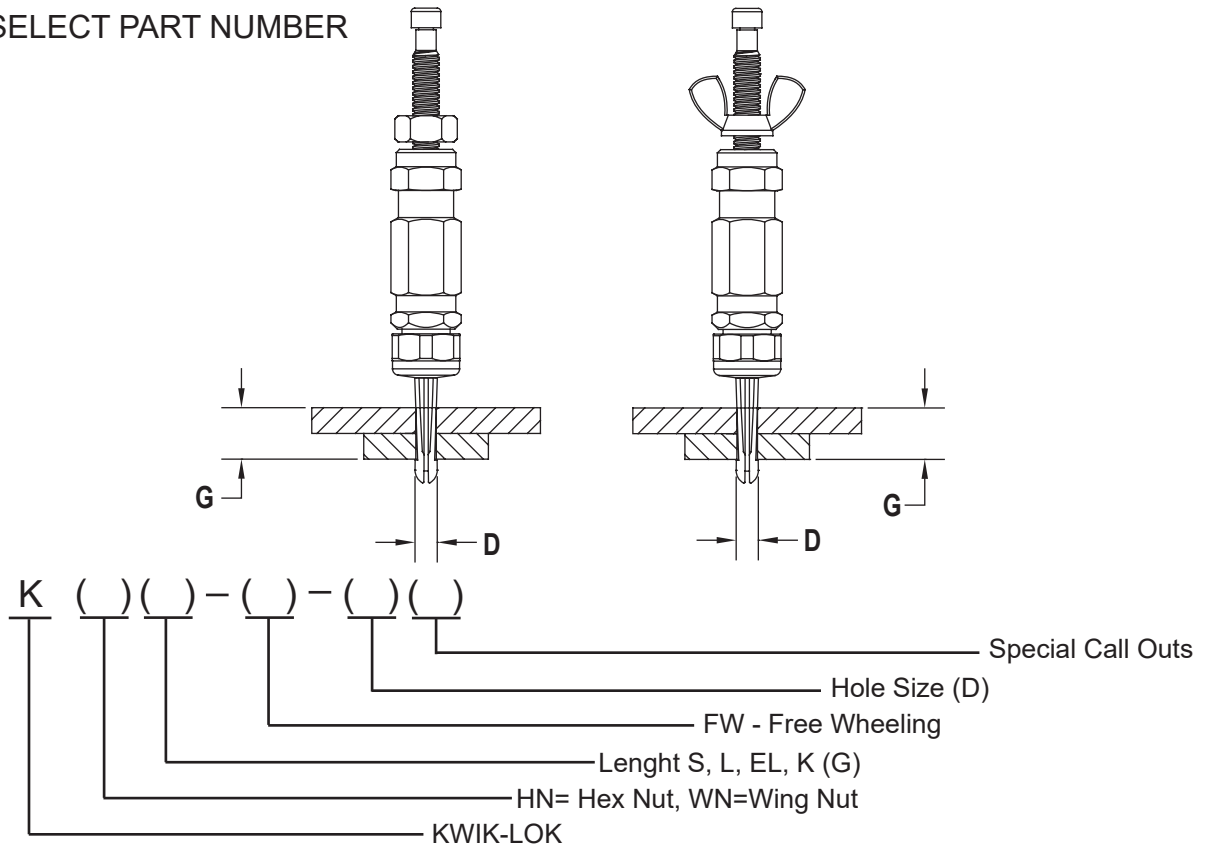 SELECT PART NUMBER
G
D
G
D
K ( ) ( ) – ( ) – ( ) ( )
Special Call Outs
Hole Size (D)
FW - Free Wheeling
Lenght S, L, EL, K (G)
HN= Hex Nut, WN=Wing Nut
KWIK-LOK